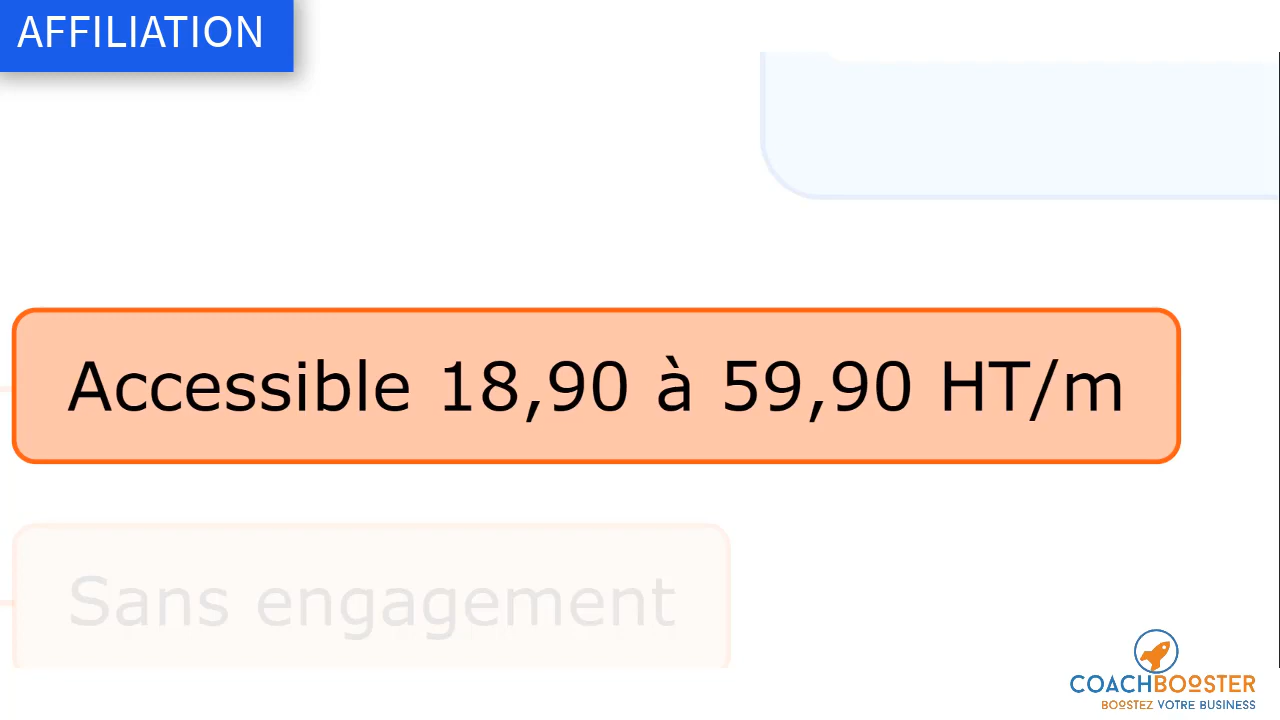 AFFILIATION
Accessible 18,90 à 59,90 HT/m
Sans engagement
COACHBOOSTER
BOOSTEZ VOTRE BUSINESS